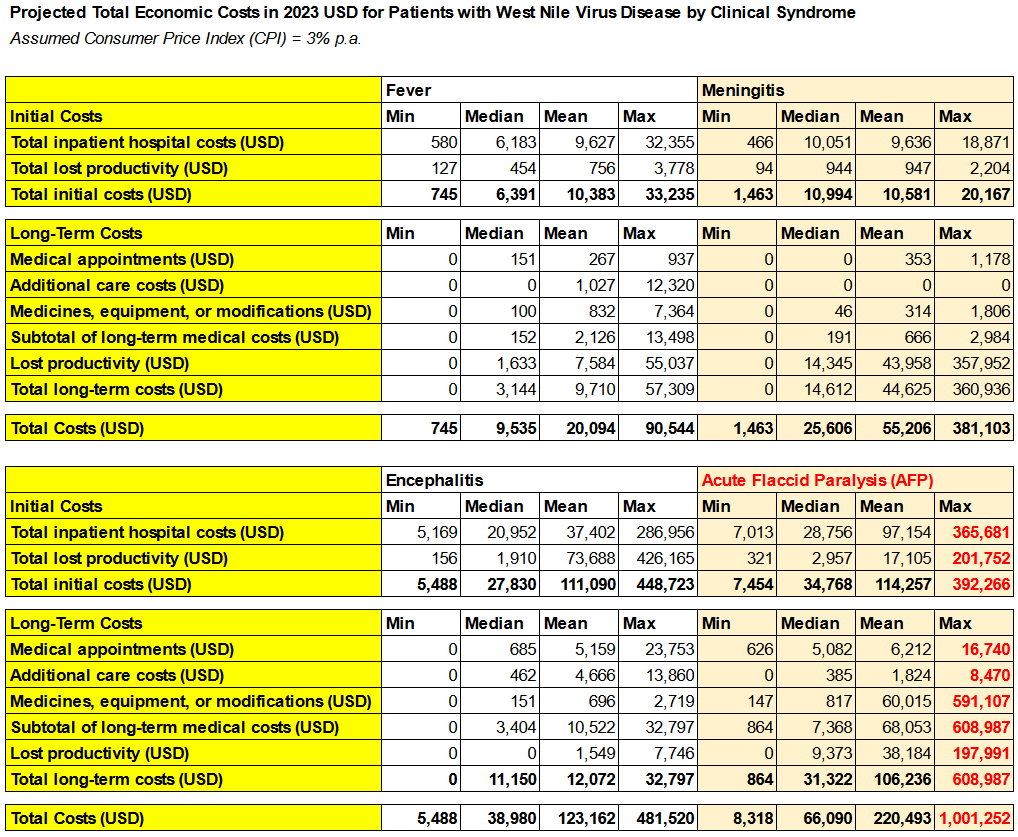 Projected Total Economic Costs in 2023 USD for Patients with West Nile Virus Disease by Clinical Syndrome
Assumed Consumer Price Index (CPI) = 3% p.a.
Fever Meningitis
Initial Costs Min Median Mean Max Min Median Mean Max
Total inpatient hospital costs (USD) 580 6,183 9,627 32,355 466 10,051 9,636 18,871
Total lost productivity (USD) 127 454 756 3,778 94 944 947 2,204
Total initial costs (USD) 745 6,391 10,383 33,235 1,463 10,994 10,581 20,167
Long-Term Costs Min Median Mean Max Min Median Mean Max
Medical appointments (USD) 0 151 267 937 0 0 353 1,178
Additional care costs (USD) 0 0 1,027 12,320 0 0 0 0
Medicines, equipment, or modifications (USD) 0 100 832 7,364 0 46 314 1,806
Subtotal of long-term medical costs (USD) 0 152 2,126 13,498 0 191 666 2,984
Lost productivity (USD) 0 1,633 7,584 55,037 0 14,345 43,958 357,952
Total long-term costs (USD) 0 3,144 9,710 57,309 0 14,612 44,625 360,936
Total Costs (USD) 745 9,535 20,094 90,544 1,463 25,606 55,206 381,103
Encephalitis Acute Flaccid Paralysis (AFP)
Initial Costs Min Median Mean Max Min Median Mean Max
Total inpatient hospital costs (USD) 5,169 20,952 37,402 286,956 7,013 28,756 97,154 365,681
Total lost productivity (USD) 156 1,910 73,688 426,165 321 2,957 17,105 201,752
Total initial costs (USD) 5,488 27,830 111,090 448,723 7,454 34,768 114,257 392,266
Long-Term Costs Min Median Mean Max Min Median Mean Max
Medical appointments (USD) 0 685 5,159 23,753 626 5,082 6,212 16,740
Additional care costs (USD) 0 462 4,666 13,860 0 385 1,824 8,470
Medicines, equipment, or modifications (USD) 0 151 696 2,719 147 817 60,015 591,107
Subtotal of long-term medical costs (USD) 0 3,404 10,522 32,797 864 7,368 68,053 608,987
Lost productivity (USD) 0 0 1,549 7,746 0 9,373 38,184 197,991
Total long-term costs (USD) 0 11,150 12,072 32,797 864 31,322 106,236 608,987
Total Costs (USD) 5,488 38,980 123,162 481,520 8,318 66,090 220,493 1,001,252